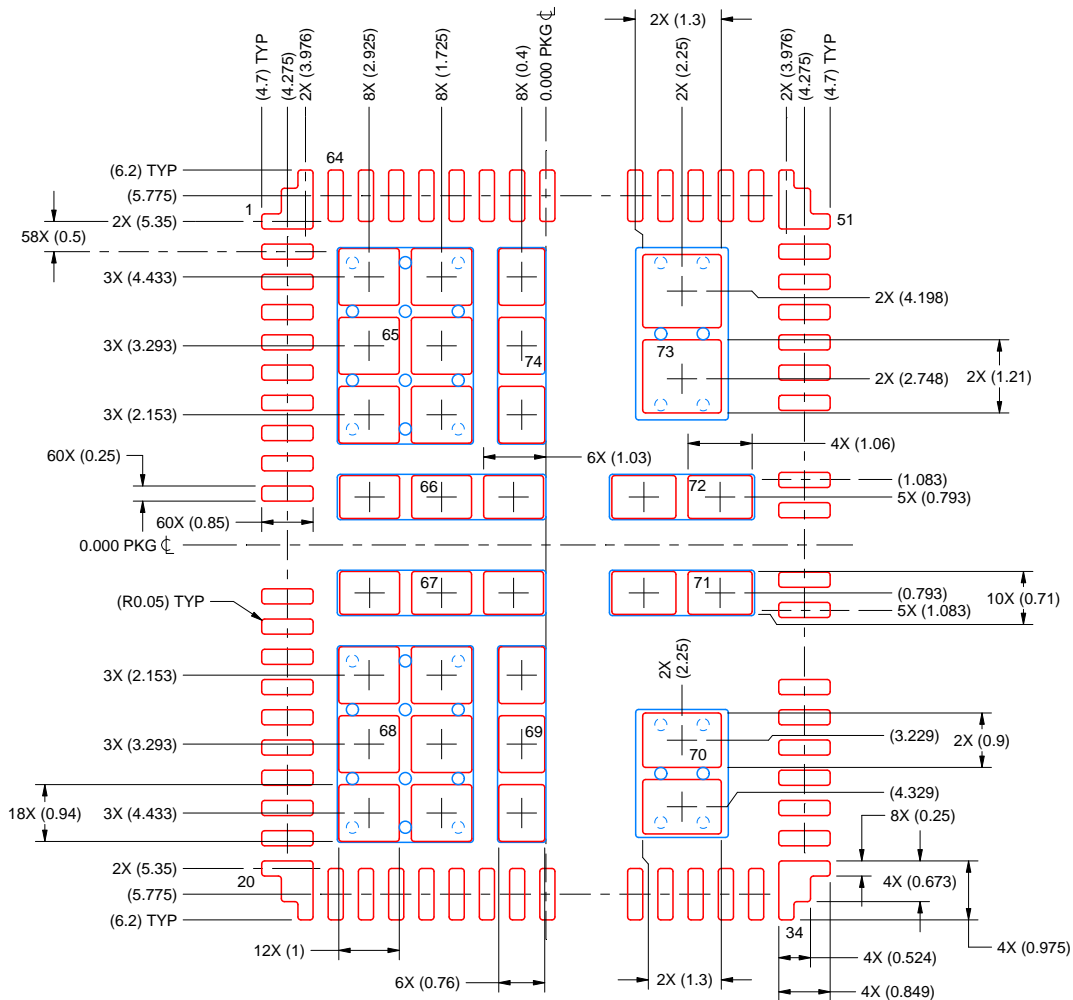 2X (1.3)
(4.7) TYP
(4.275)
2X (3.976)
8X (2.925)
8X (1.725)
8X (0.4)
0.000 PKG ℄
2X (2.25)
2X (3.976)
(4.275)
(4.7) TYP
(6.2) TYP
64
(5.775)
1
2X (5.35)
51
58X (0.5)
3X (4.433)
2X (4.198)
65
3X (3.293)
74
73
2X (2.748)
2X (1.21)
3X (2.153)
4X (1.06)
60X (0.25)
6X (1.03)
(1.083)
66
72
5X (0.793)
60X (0.85)
0.000 PKG ℄
67
71
(0.793)
10X (0.71)
(R0.05) TYP
5X (1.083)
2X
(2.25)
3X (2.153)
68
69
3X (3.293)
70
(3.229)
2X (0.9)
(4.329)
18X (0.94)
3X (4.433)
8X (0.25)
2X (5.35)
20
4X (0.673)
(5.775)
(6.2) TYP
34
4X (0.975)
12X (1)
4X (0.524)
6X (0.76)
2X (1.3)
4X (0.849)